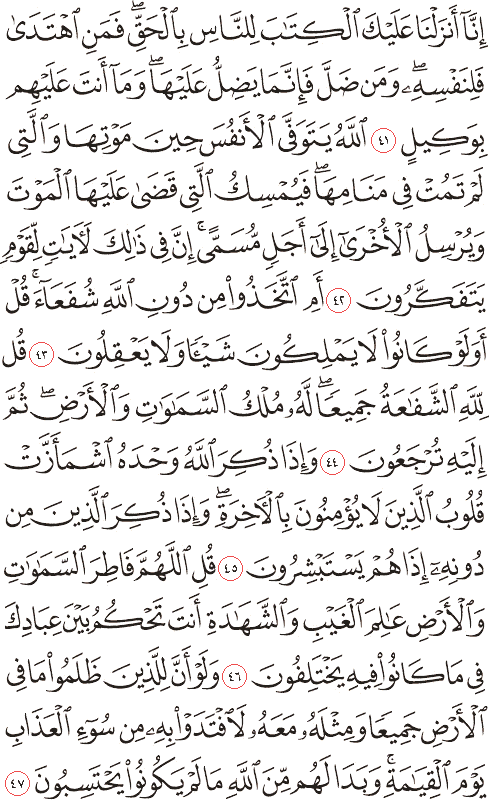 إِنَّآ أَنزَلْنَا عَلَيْكَ ٱلْكِتَٰبَ لِلنَّاسِ بِٱلْحَقِّ ۖ فَمَنِ ٱهْتَدَىٰ
فَلِنَفْسِهِۦ ۖ وَمَن ضَلَّ فَإِنَّمَا يَضِلُّ عَلَيْهَا ۖ وَمَآ أَنتَ عَلَيْهِم
بِوَكِيلٍ ٤١ ٱللَّهُ يَتَوَفَّى ٱلْأَنفُسَ حِينَ مَوْتِهَا وَٱلَّتِى
لَمْ تَمُتْ فِى مَنَامِهَا ۖ فَيُمْسِكُ ٱلَّتِى قَضَىٰ عَلَيْهَا ٱلْمَوْتَ
وَيُرْسِلُ ٱلْأُخْرَىٰٓ إِلَىٰٓ أَجَلٍ مُّسَمًّى ۚ إِنَّ فِى ذَٰلِكَ لَءَايَٰتٍ لِّقَوْمٍ
يَتَفَكَّرُونَ ٤٢ أَمِ ٱتَّخَذُوا۟ مِن دُونِ ٱللَّهِ شُفَعَآءَ ۚ قُلْ
أَوَلَوْ كَانُوا۟ لَا يَمْلِكُونَ شَيْـًٔا وَلَا يَعْقِلُونَ ٤٣ قُل
لِّلَّهِ ٱلشَّفَٰعَةُ جَمِيعًا ۖ لَّهُۥ مُلْكُ ٱلسَّمَٰوَٰتِ وَٱلْأَرْضِ ۖ ثُمَّ
إِلَيْهِ تُرْجَعُونَ ٤٤ وَإِذَا ذُكِرَ ٱللَّهُ وَحْدَهُ ٱشْمَأَزَّتْ
قُلُوبُ ٱلَّذِينَ لَا يُؤْمِنُونَ بِٱلْءَاخِرَةِ ۖ وَإِذَا ذُكِرَ ٱلَّذِينَ مِن
دُونِهِۦٓ إِذَا هُمْ يَسْتَبْشِرُونَ ٤٥ قُلِ ٱللَّهُمَّ فَاطِرَ ٱلسَّمَٰوَٰتِ
وَٱلْأَرْضِ عَٰلِمَ ٱلْغَيْبِ وَٱلشَّهَٰدَةِ أَنتَ تَحْكُمُ بَيْنَ عِبَادِكَ
فِى مَا كَانُوا۟ فِيهِ يَخْتَلِفُونَ ٤٦ وَلَوْ أَنَّ لِلَّذِينَ ظَلَمُوا۟ مَا فِى
ٱلْأَرْضِ جَمِيعًا وَمِثْلَهُۥ مَعَهُۥ لَٱفْتَدَوْا۟ بِهِۦ مِن سُوٓءِ ٱلْعَذَابِ
يَوْمَ ٱلْقِيَٰمَةِ ۚ وَبَدَا لَهُم مِّنَ ٱللَّهِ مَا لَمْ يَكُونُوا۟ يَحْتَسِبُونَ ٤٧